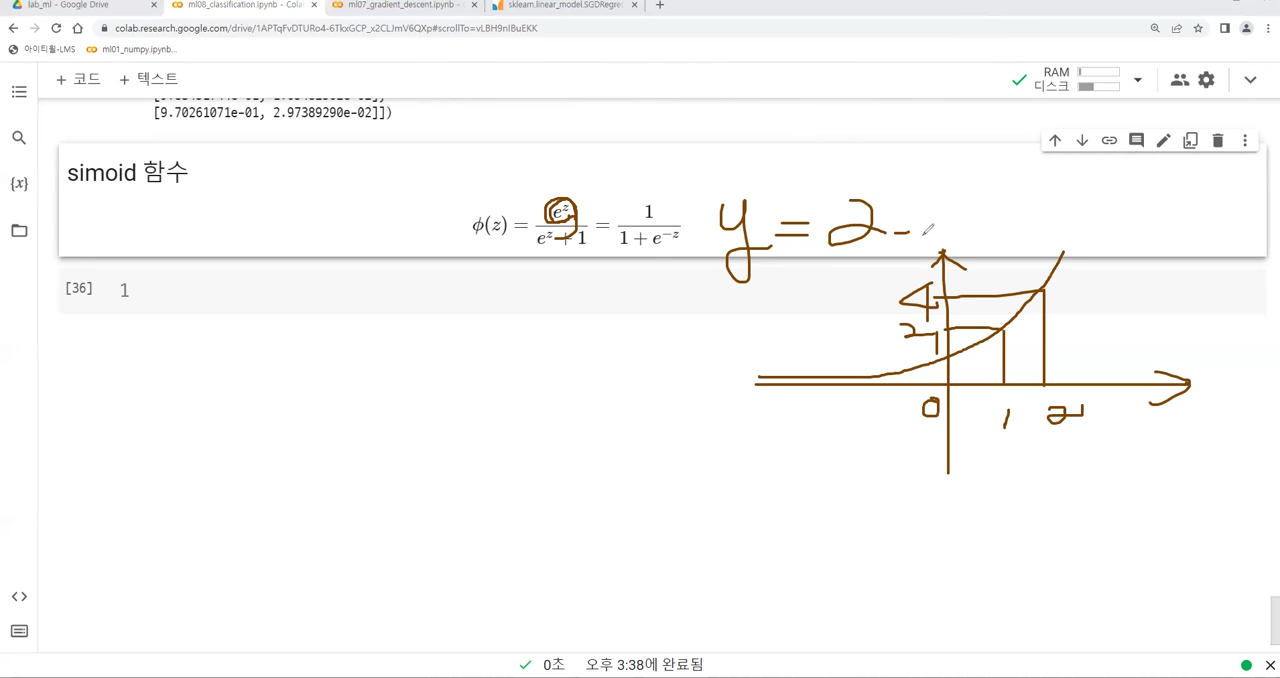 lab_ml - Google Drive
ml08_classification.ipynb - Cola
ml07_gradient_descent.ipynb - C
sklearn.linear_model.SGDRegre
colab.research.google.com/drive/1APTqFvDTURo4-6TkxGCP_x2CLJmV6QXp#scrollTo=vLBH9nIBuEKK
아이티윌-LMS
ml01_numpy.ipynb...
+ 코드 + 텍스트
RAM
디스크
[9.70261071e-01, 2.97389290e-02]])
simoid 함수
ϕ(z) = e^z / (e^z + 1) = 1 / (1 + e^-z)
y = 2 -
[36] 1
4
2
0 1 2
{x}
0초 오후 3:38에 완료됨